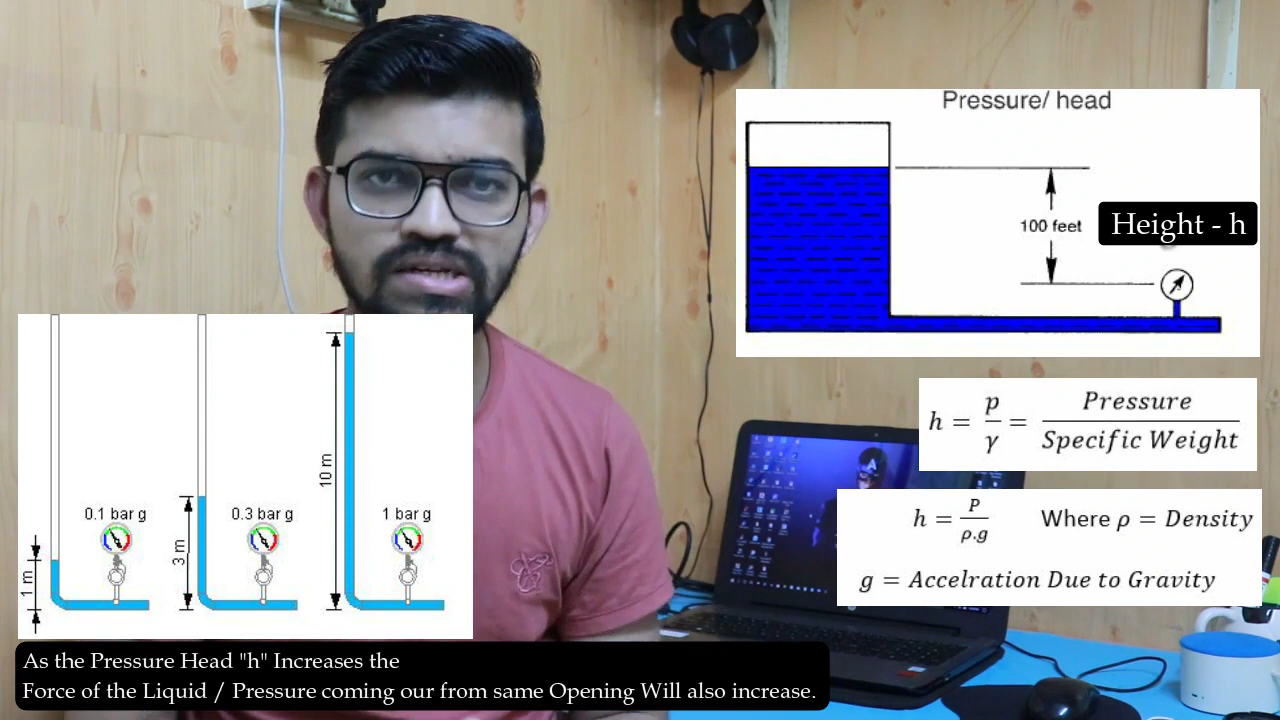 Pressure/ head
100 feet
Height - h
h = p/γ = Pressure/Specific Weight
h = P/ρ.g Where ρ = Density
g = Accelration Due to Gravity
0.1 bar g
0.3 bar g
1 bar g
1 m
3 m
10 m
As the Pressure Head "h" Increases the
Force of the Liquid / Pressure coming our from same Opening Will also increase.